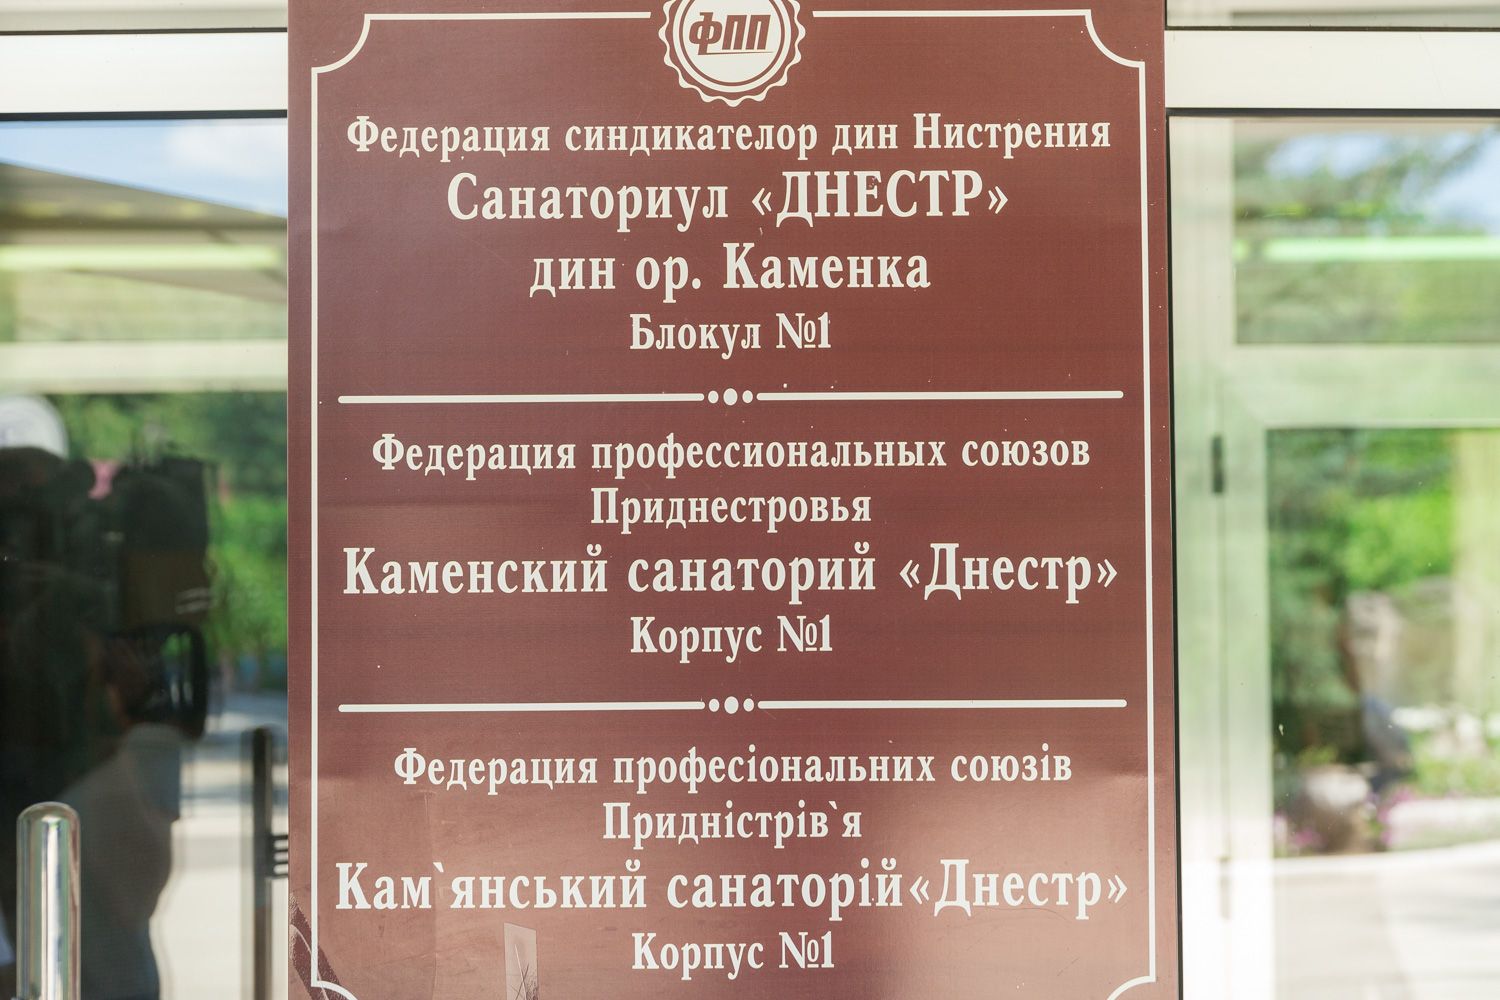 ФПП
Федерация синдикателор дин Нистрения
Санаториул «ДНЕСТР»
дин ор. Каменка
Блокул №1
Федерация профессиональных союзов
Приднестровья
Каменский санаторий «Днестр»
Корпус №1
Федерация професіональних союзів
Придністрів`я
Кам`янський санаторій«Днестр»
Корпус №1